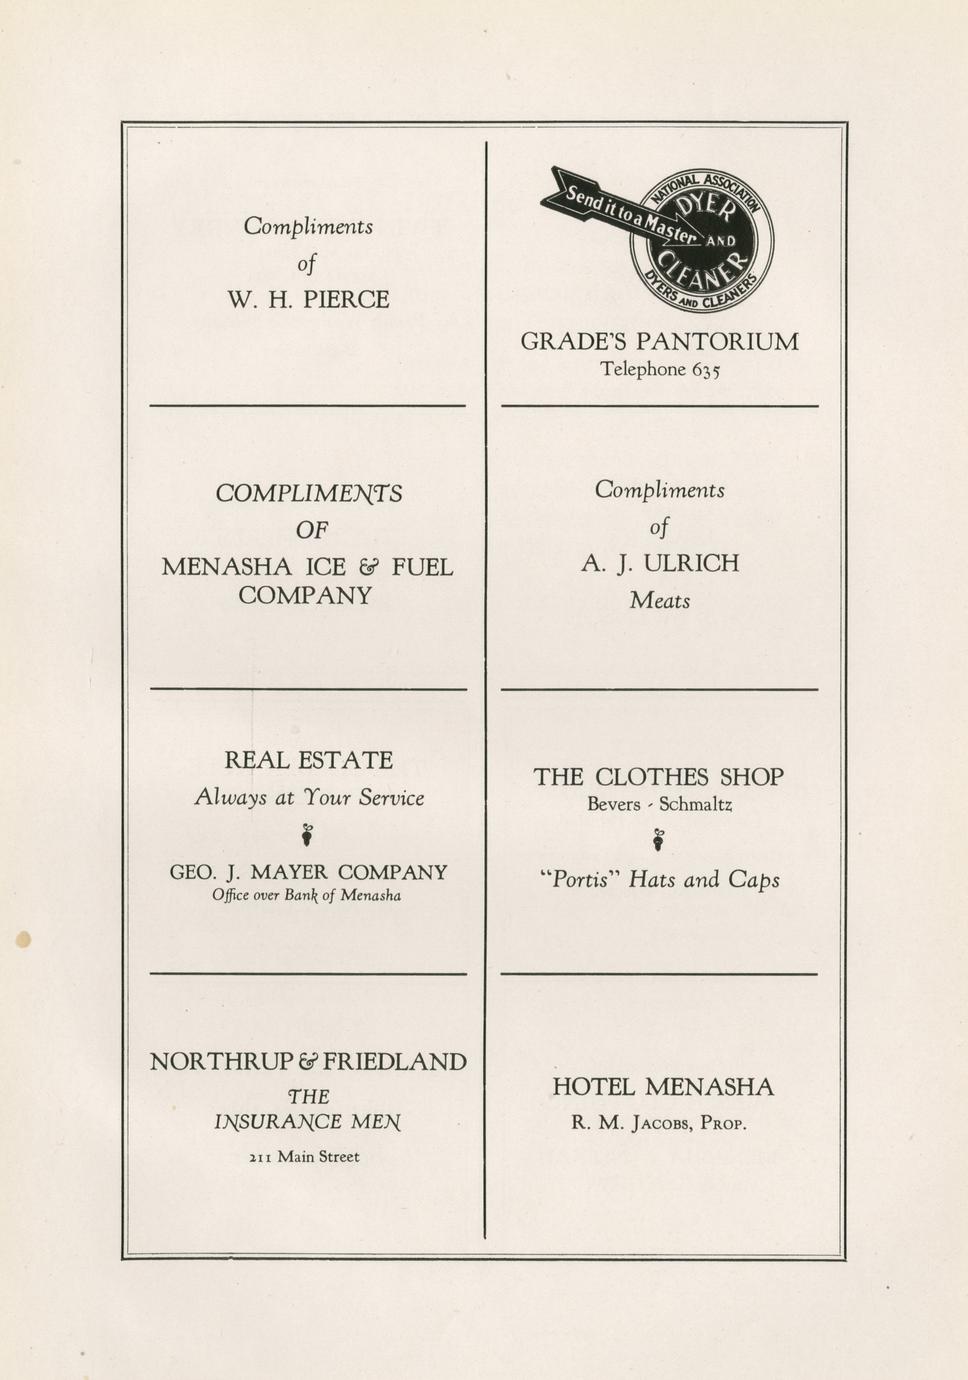 Compliments
of
W. H. PIERCE
Send it to a Master
NATIONAL ASSOCIATION
DYER
AND
CLEANER
DYERS AND CLEANERS
GRADE'S PANTORIUM
Telephone 635
COMPLIMENTS
OF
MENASHA ICE & FUEL
COMPANY
Compliments
of
A. J. ULRICH
Meats
REAL ESTATE
Always at Your Service
GEO. J. MAYER COMPANY
Office over Bank of Menasha
THE CLOTHES SHOP
Bevers - Schmaltz
"Portis" Hats and Caps
NORTHRUP & FRIEDLAND
THE
INSURANCE MEN
211 Main Street
HOTEL MENASHA
R. M. JACOBS, PROP.